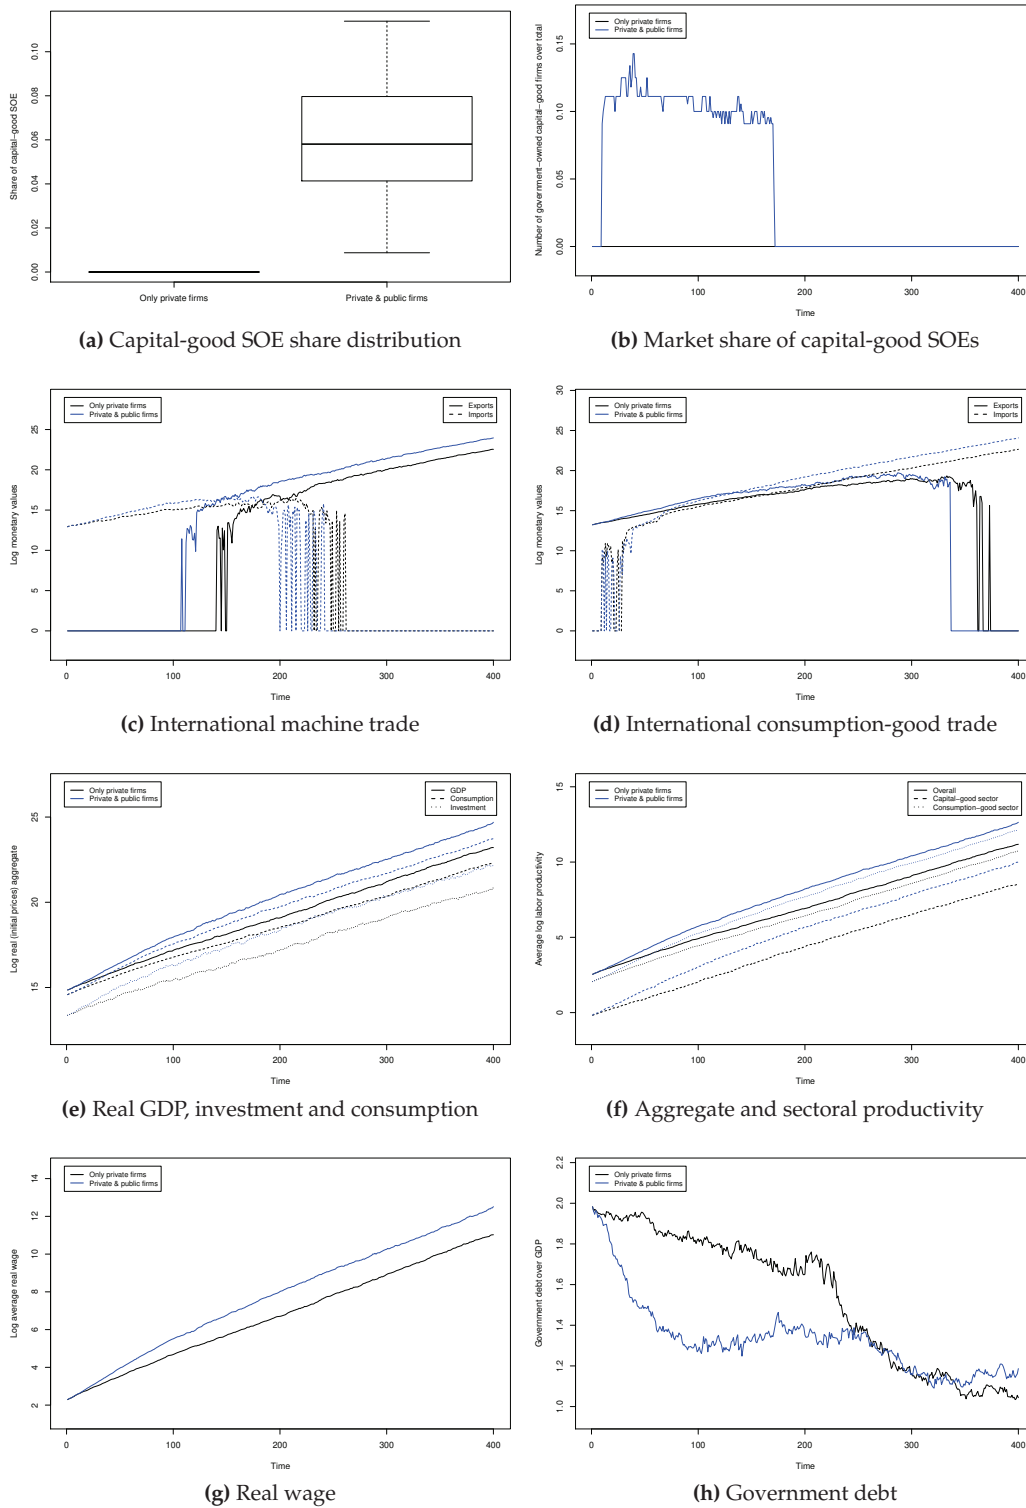 Share of capital−good SOE
0.00
0.02
0.04
0.06
0.08
0.10
Only private firms
Private & public firms
(a) Capital-good SOE share distribution
Only private firms
Private & public firms
Number of government−owned capital−good firms over total
0.00
0.05
0.10
0.15
0
100
200
300
400
Time
(b) Market share of capital-good SOEs
Only private firms
Private & public firms
Exports
Imports
Log monetary values
0
5
10
15
20
25
0
100
200
300
400
Time
(c) International machine trade
Only private firms
Private & public firms
Exports
Imports
Log monetary values
0
5
10
15
20
25
30
0
100
200
300
400
Time
(d) International consumption-good trade
Only private firms
Private & public firms
GDP
Consumption
Investment
Log real (initial prices) aggregate
15
20
25
0
100
200
300
400
Time
(e) Real GDP, investment and consumption
Only private firms
Private & public firms
Overall
Capital−good sector
Consumption−good sector
Average log labor productivity
0
5
10
15
0
100
200
300
400
Time
(f) Aggregate and sectoral productivity
Only private firms
Private & public firms
Log average real wage
2
4
6
8
10
12
14
0
100
200
300
400
Time
(g) Real wage
Only private firms
Private & public firms
Government debt over GDP
1.0
1.2
1.4
1.6
1.8
2.0
2.2
0
100
200
300
400
Time
(h) Government debt